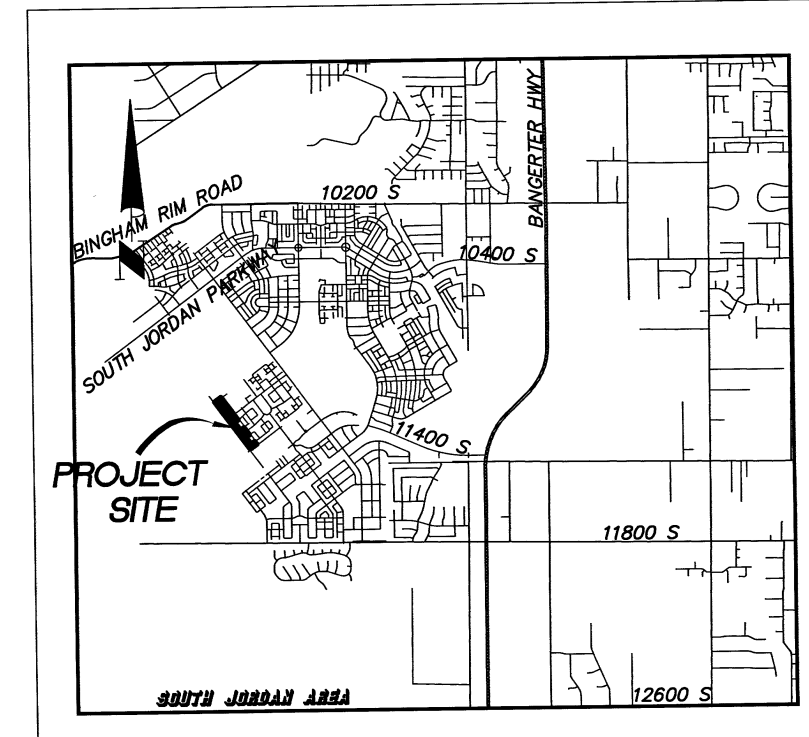 BANGERTER HWY
10200 S
BINGHAM RIM ROAD
10400 S
SOUTH JORDAN PARKWAY
11400 S
PROJECT
SITE
11800 S
SOUTH JORDAN AREA
12600 S